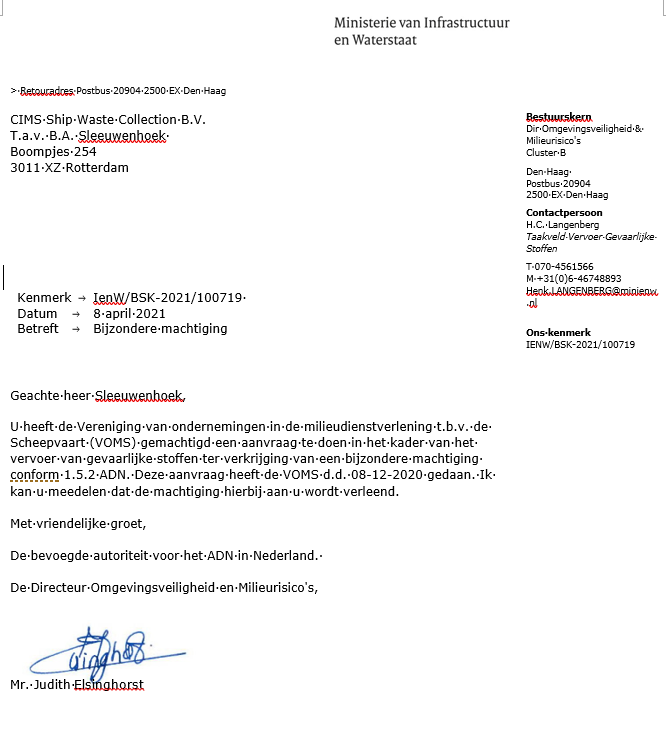 Ministerie van Infrastructuur
en Waterstaat
> Retouradres Postbus 20904 2500 EX Den Haag
CIMS Ship Waste Collection B.V.
T.a.v. B.A. Sleeuwenhoek
Boompjes 254
3011 XZ Rotterdam
Bestuurskern
Dir Omgevingsveiligheid &
Milieurisico's
Cluster B
Den Haag
Postbus 20904
2500 EX Den Haag
Contactpersoon
H.C. Langenberg
Taakveld Vervoer Gevaarlijke
Stoffen
T 070-4561566
M +31(0)6-46748893
Henk.LANGENBERG@minienw
.nl
Ons kenmerk
IENW/BSK-2021/100719
Kenmerk → IenW/BSK-2021/100719
Datum → 8 april 2021
Betreft → Bijzondere machtiging
Geachte heer Sleeuwenhoek,
U heeft de Vereniging van ondernemingen in de milieudienstverlening t.b.v. de
Scheepvaart (VOMS) gemachtigd een aanvraag te doen in het kader van het
vervoer van gevaarlijke stoffen ter verkrijging van een bijzondere machtiging
conform 1.5.2 ADN. Deze aanvraag heeft de VOMS d.d. 08-12-2020 gedaan. Ik
kan u meedelen dat de machtiging hierbij aan u wordt verleend.
Met vriendelijke groet,
De bevoegde autoriteit voor het ADN in Nederland.
De Directeur Omgevingsveiligheid en Milieurisico's,
Mr. Judith Elsinghorst